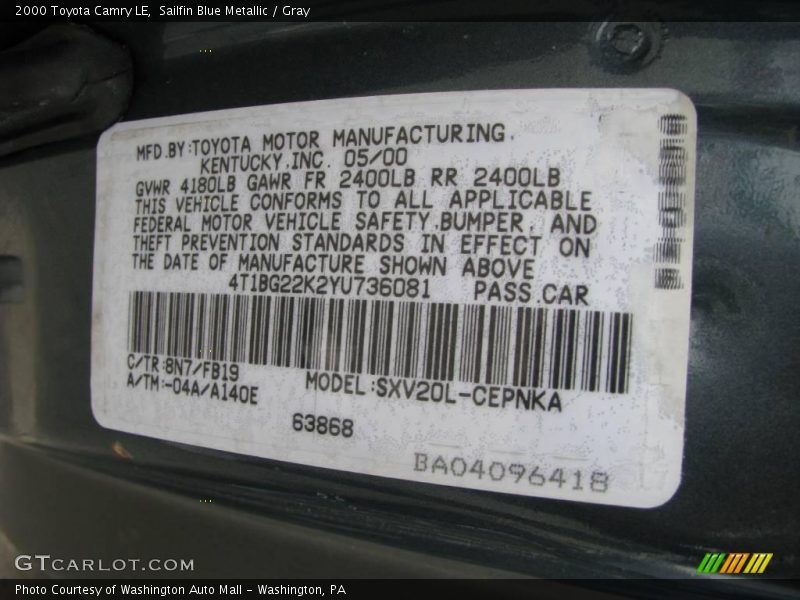 2000 Toyota Camry LE, Sailfin Blue Metallic / Gray
MFD.BY:TOYOTA MOTOR MANUFACTURING.
KENTUCKY.INC. 05/00
GVWR 4180LB GAWR FR 2400LB RR 2400LB
THIS VEHICLE CONFORMS TO ALL APPLICABLE
FEDERAL MOTOR VEHICLE SAFETY.BUMPER. AND
THEFT PREVENTION STANDARDS IN EFFECT ON
THE DATE OF MANUFACTURE SHOWN ABOVE
4T1BG22K2YU736081 PASS.CAR
C/TR:8N7/FB19
A/TM:-04A/A140E
MODEL:SXV20L-CEPNKA
63868
BA04096418
GTCARLOT.COM
Photo Courtesy of Washington Auto Mall - Washington, PA